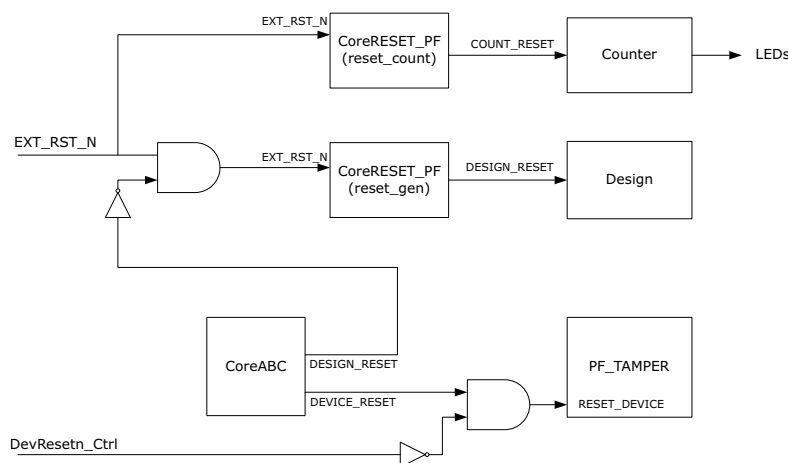 EXT_RST_N
CoreRESET_PF
(reset_count)
COUNT_RESET
Counter
LEDs
EXT_RST_N
EXT_RST_N
CoreRESET_PF
(reset_gen)
DESIGN_RESET
Design
CoreABC
DESIGN_RESET
DEVICE_RESET
PF_TAMPER
RESET_DEVICE
DevResetn_Ctrl